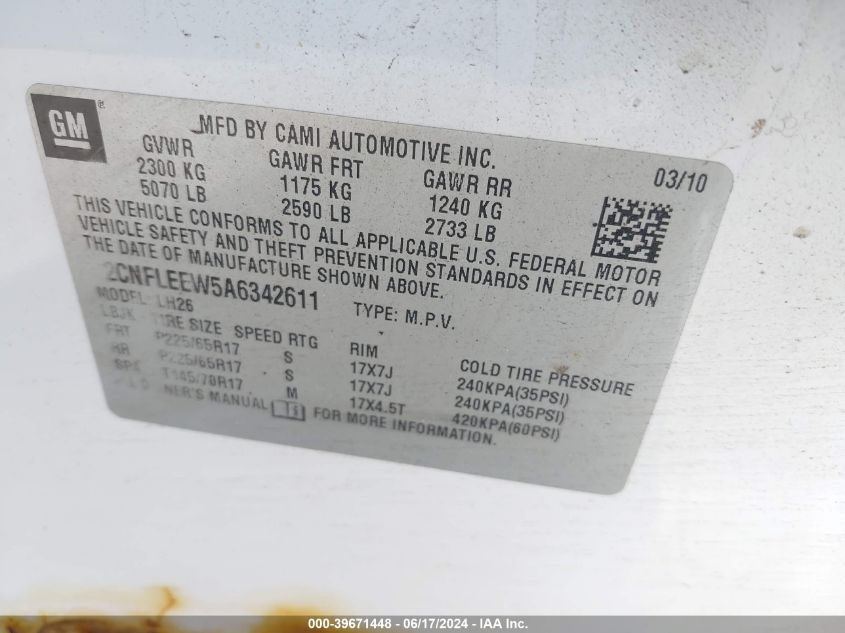 GM
MFD BY CAMI AUTOMOTIVE INC.
03/10
GVWR GAWR FRT GAWR RR
2300 KG 1175 KG 1240 KG
5070 LB 2590 LB 2733 LB
THIS VEHICLE CONFORMS TO ALL APPLICABLE U.S. FEDERAL MOTOR
VEHICLE SAFETY AND THEFT PREVENTION STANDARDS IN EFFECT ON
THE DATE OF MANUFACTURE SHOWN ABOVE.
2CNFLEEW5A6342611 TYPE: M.P.V.
MODEL: LH26
TIRE SIZE SPEED RTG RIM COLD TIRE PRESSURE
FRT P225/65R17 S 17X7J 240KPA(35PSI)
RR P225/65R17 S 17X7J 240KPA(35PSI)
SPA T145/70R17 M 17X4.5T 420KPA(60PSI)
NER'S MANUAL FOR MORE INFORMATION.
000-39671448 - 06/17/2024 - IAA Inc.